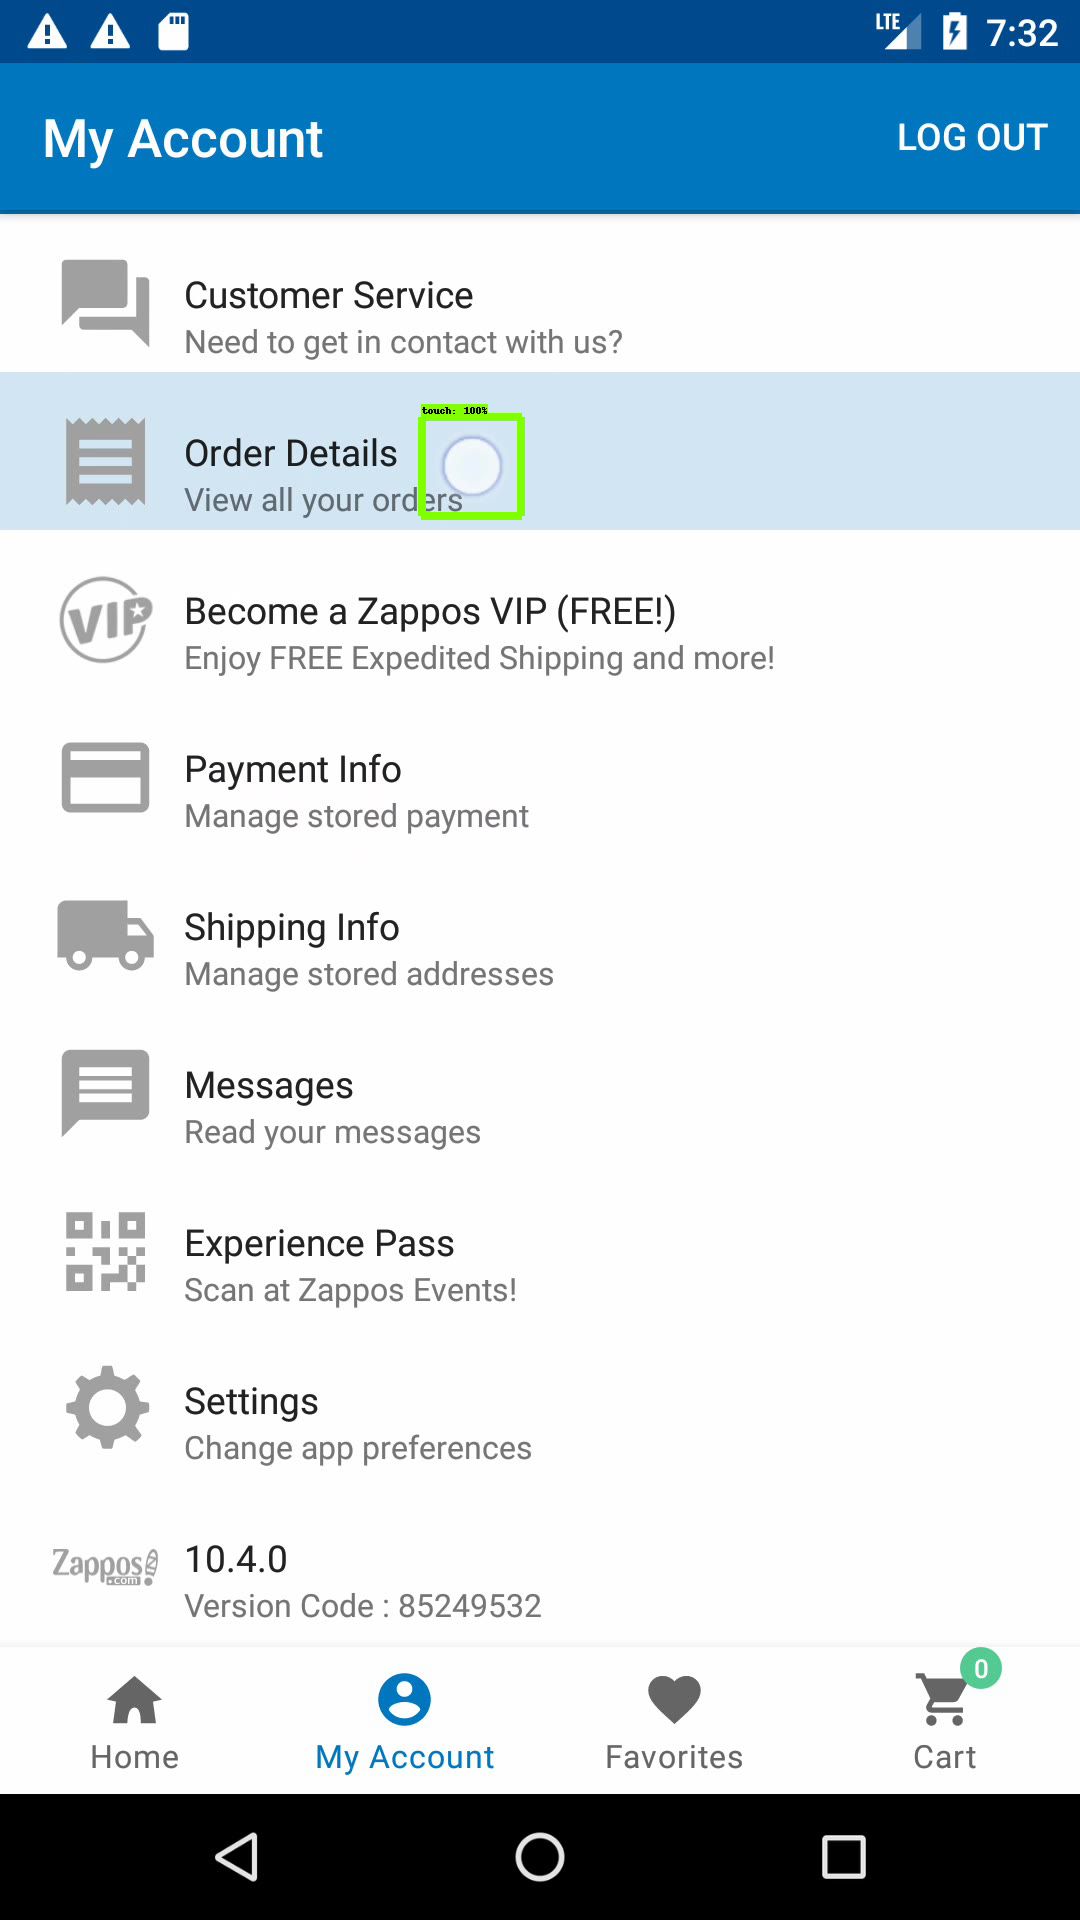 LTE 7:32
My Account LOG OUT
Customer Service
Need to get in contact with us?
touch: 100%
Order Details
View all your orders
VIP
Become a Zappos VIP (FREE!)
Enjoy FREE Expedited Shipping and more!
Payment Info
Manage stored payment
Shipping Info
Manage stored addresses
Messages
Read your messages
Experience Pass
Scan at Zappos Events!
Settings
Change app preferences
Zappos.com
10.4.0
Version Code : 85249532
0
Home My Account Favorites Cart